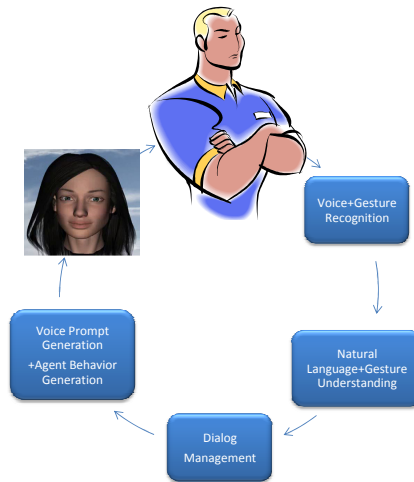 Voice+Gesture
Recognition
Natural
Language+Gesture
Understanding
Dialog
Management
Voice Prompt
Generation
+Agent Behavior
Generation